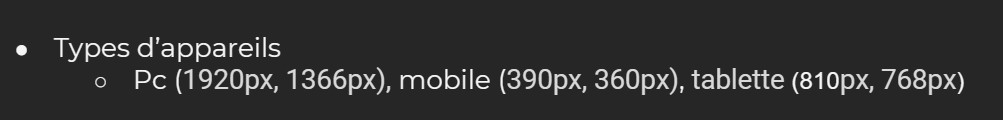 ● Types d’appareils
○ Pc (1920px, 1366px), mobile (390px, 360px), tablette (810px, 768px)